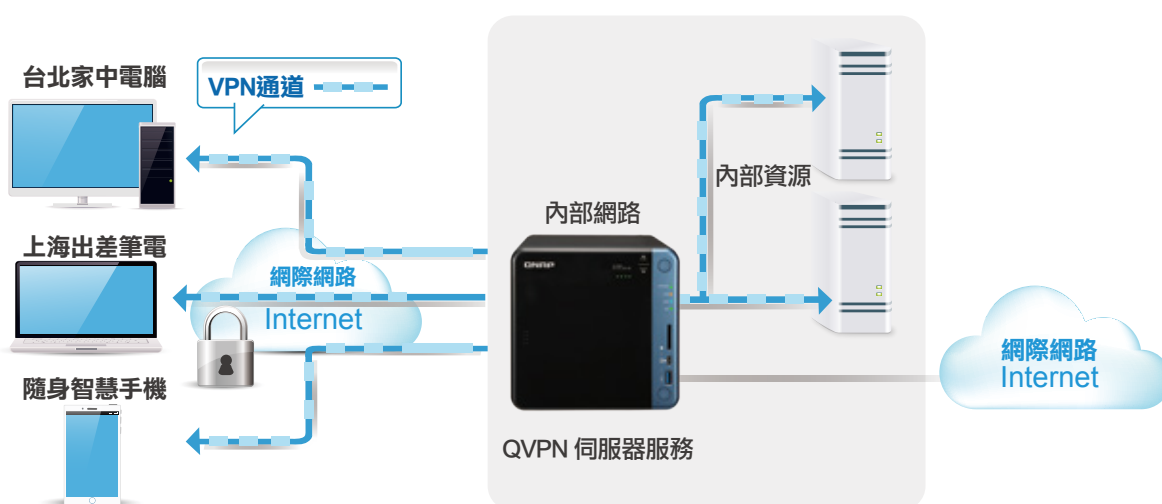 台北家中電腦
VPN通道
上海出差筆電
網際網路
Internet
隨身智慧手機
內部網路
QNAP
內部資源
QVPN 伺服器服務
網際網路
Internet